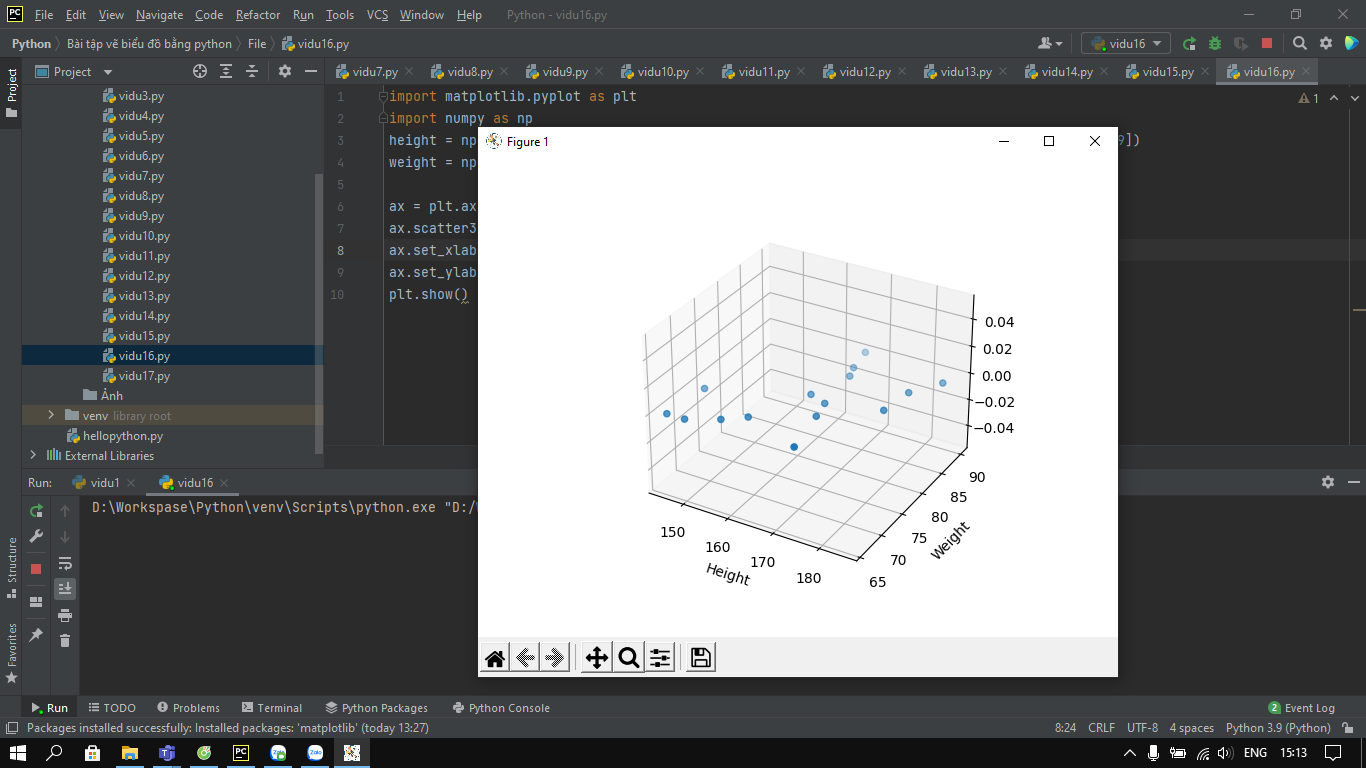 File Edit View Navigate Code Refactor Run Tools VCS Window Help Python - vidu16.py
Python Bài tập vẽ biểu đồ bằng python File vidu16.py vidu16
Project vidu7.py vidu8.py vidu9.py vidu10.py vidu11.py vidu12.py vidu13.py vidu14.py vidu15.py vidu16.py
Project
vidu3.py
vidu4.py
vidu5.py
vidu6.py
vidu7.py
vidu8.py
vidu9.py
vidu10.py
vidu11.py
vidu12.py
vidu13.py
vidu14.py
vidu15.py
vidu16.py
vidu17.py
Ảnh
venv library root
hellopython.py
External Libraries
1 import matplotlib.pyplot as plt
2 import numpy as np
3 height = np 9])
4 weight = np
5
6 ax = plt.ax
7 ax.scatter3
8 ax.set_xlab
9 ax.set_ylab
10 plt.show()
1
Figure 1
0.04
0.02
0.00
−0.02
−0.04
90
85
80
75
70
65
Weight
150
160
170
180
Height
Run: vidu1 vidu16
D:\Workspase\Python\venv\Scripts\python.exe "D:/
Structure
Favorites
Run TODO Problems Terminal Python Packages Python Console 2 Event Log
Packages installed successfully: Installed packages: 'matplotlib' (today 13:27) 8:24 CRLF UTF-8 4 spaces Python 3.9 (Python)
PC Zalo ENG 15:13